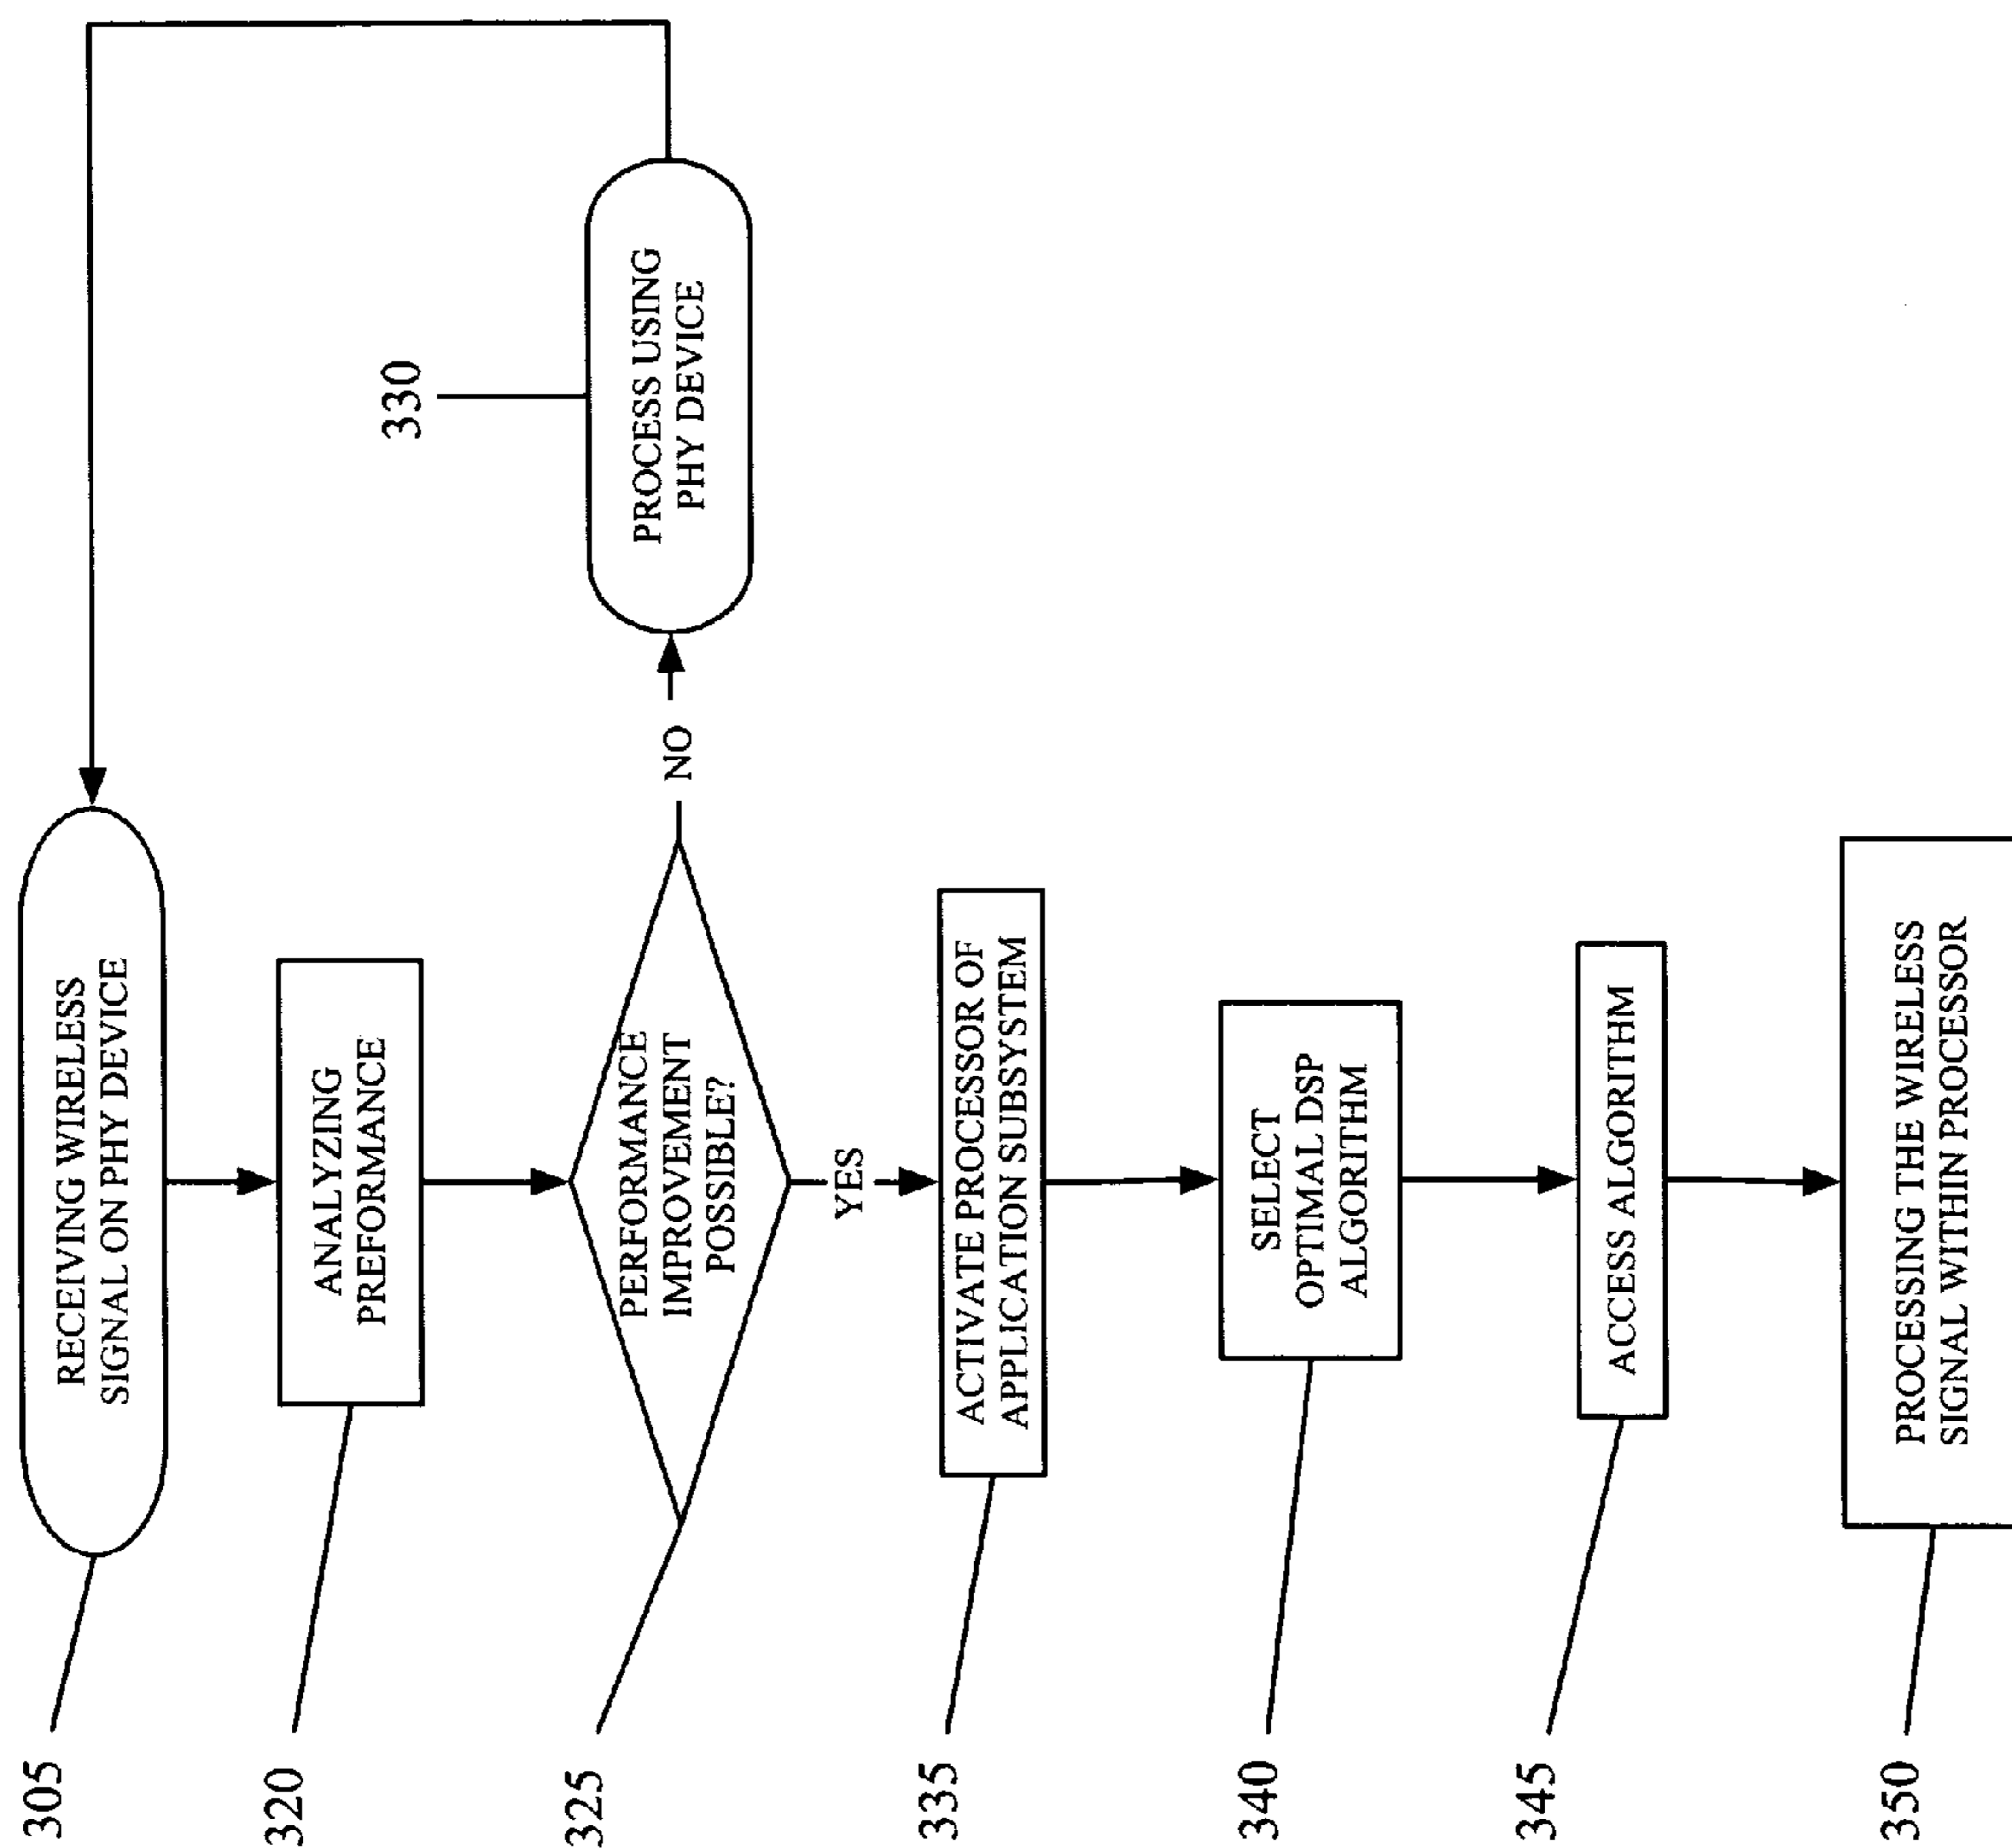 305
RECEIVING WIRELESS
SIGNAL ON PHY DEVICE
320
ANALYZING
PREFORMANCE
325
PERFORMANCE
IMPROVEMENT
POSSIBLE?
NO
330
PROCESS USING
PHY DEVICE
YES
335
ACTIVATE PROCESSOR OF
APPLICATION SUBSYSTEM
340
SELECT
OPTIMAL DSP
ALGORITHM
345
ACCESS ALGORITHM
350
PROCESSING THE WIRELESS
SIGNAL WITHIN PROCESSOR